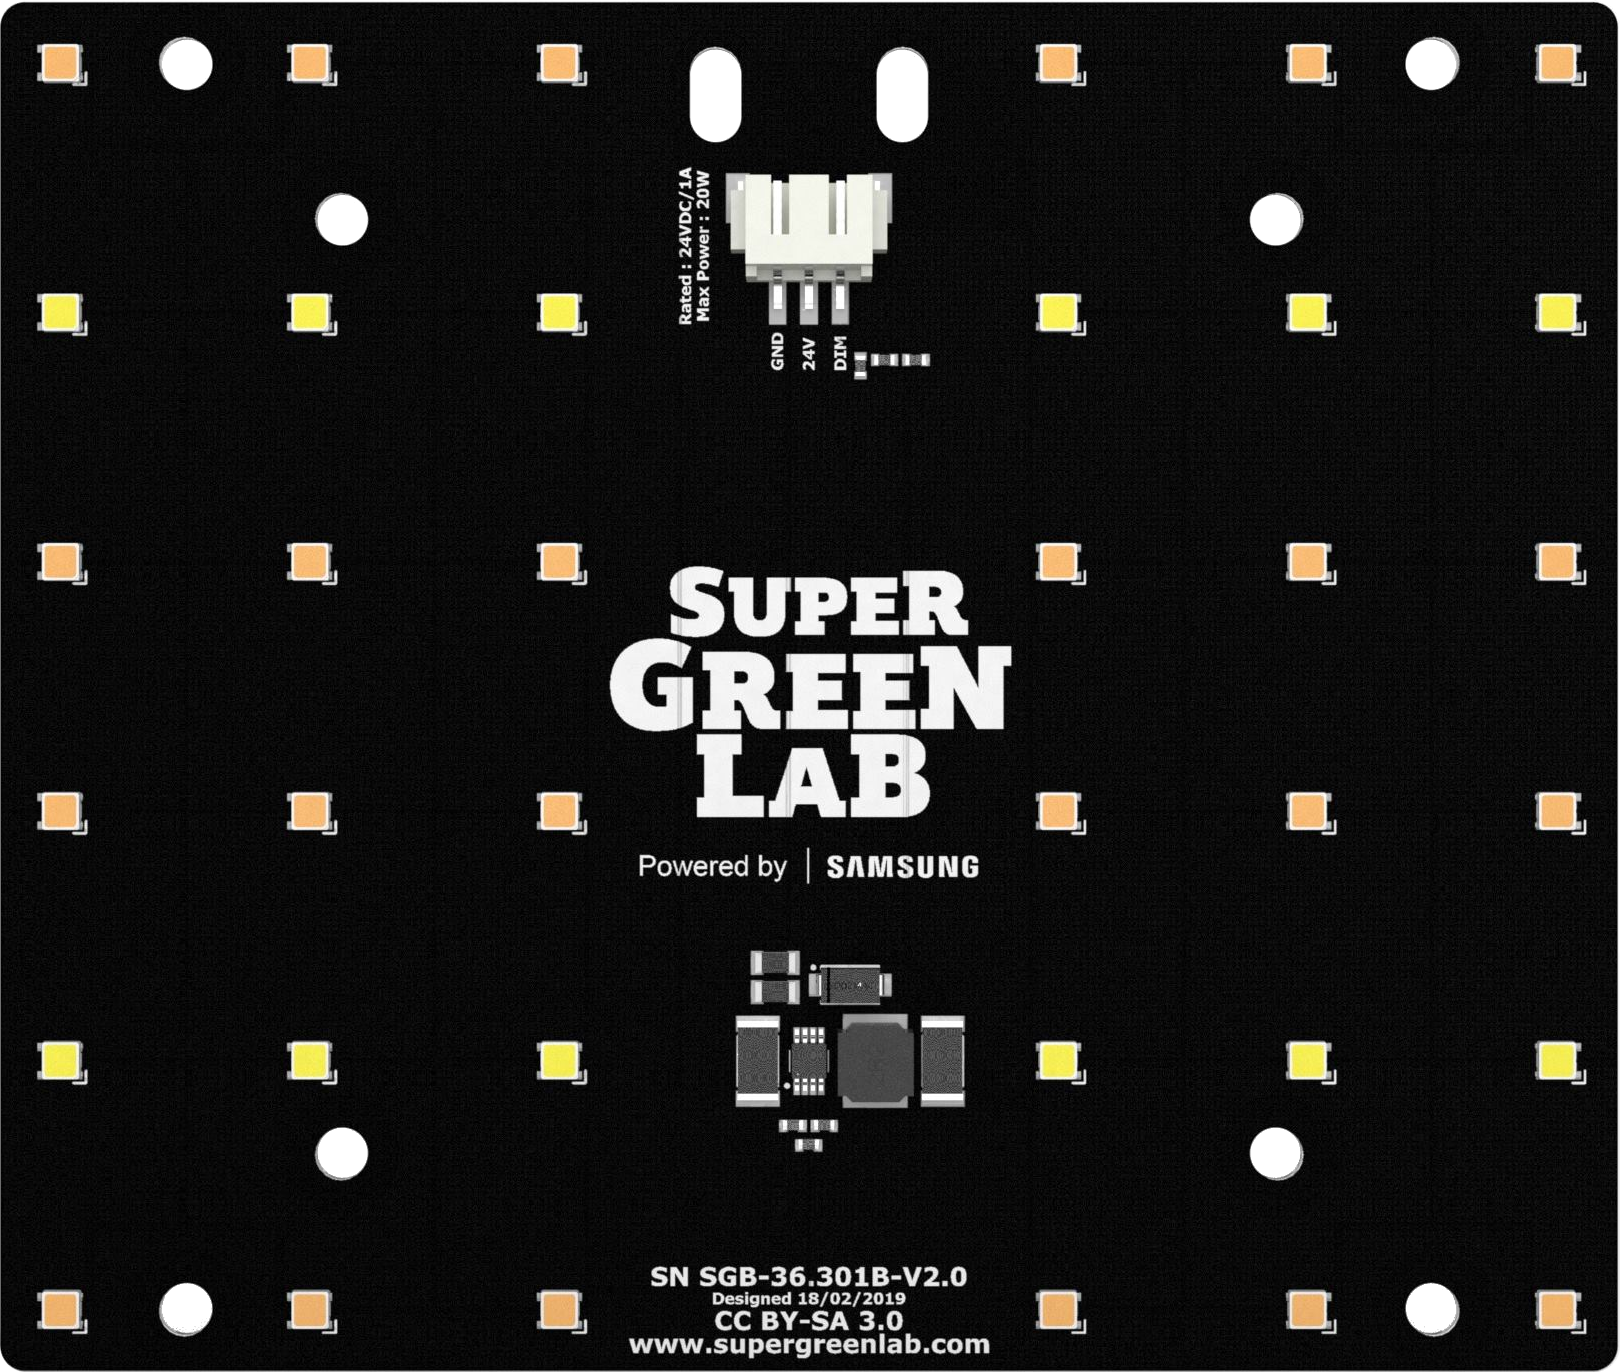 Rated : 24VDC/1A
Max Power : 20W
GND
24V
DIM
SUPER
GREEN
LAB
Powered by | SAMSUNG
SN SGB-36.301B-V2.0
Designed 18/02/2019
CC BY-SA 3.0
www.supergreenlab.com